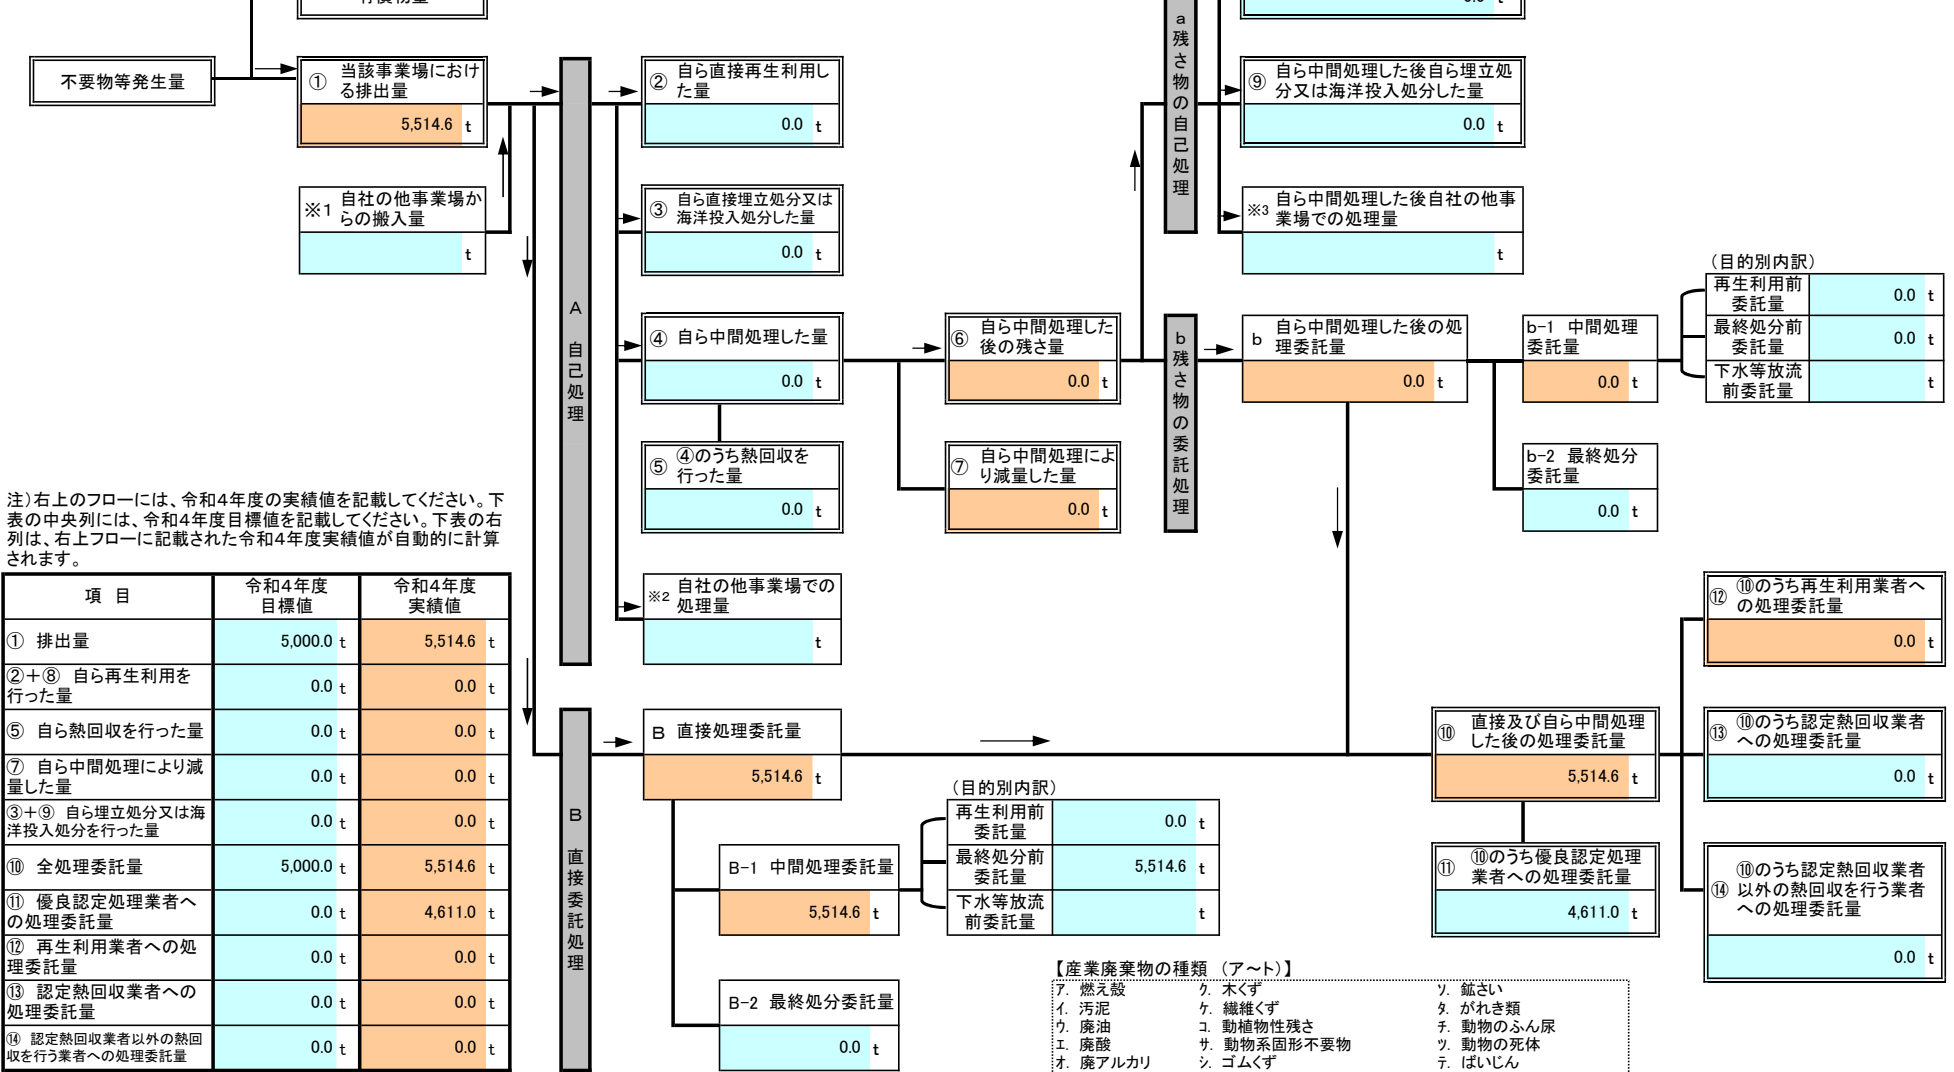 不要物等発生量
① 当該事業場におけ
る排出量
5,514.6 t
※1 自社の他事業場か
らの搬入量
t
A 自己処理
② 自ら直接再生利用し
た量
0.0 t
③ 自ら直接埋立処分又は
海洋投入処分した量
0.0 t
④ 自ら中間処理した量
0.0 t
⑤ ④のうち熱回収を
行った量
0.0 t
※2 自社の他事業場での
処理量
t
⑥ 自ら中間処理した
後の残さ量
0.0 t
⑦ 自ら中間処理によ
り減量した量
0.0 t
a 残さ物の自己処理
⑨ 自ら中間処理した後自ら埋立処
分又は海洋投入処分した量
0.0 t
※3 自ら中間処理した後自社の他事
業場での処理量
t
b 残さ物の委託処理
b 自ら中間処理した後の処
理委託量
0.0 t
b-1 中間処理
委託量
0.0 t
(目的別内訳)
再生利用前
委託量
0.0 t
最終処分前
委託量
0.0 t
下水等放流
前委託量
t
b-2 最終処分
委託量
0.0 t
注)右上のフローには、令和4年度の実績値を記載してください。下
表の中央列には、令和4年度目標値を記載してください。下表の右
列は、右上フローに記載された令和4年度実績値が自動的に計算
されます。
項 目 令和4年度 令和4年度
目標値 実績値
① 排出量 5,000.0 t 5,514.6 t
②+⑧ 自ら再生利用を
行った量 0.0 t 0.0 t
⑤ 自ら熱回収を行った量 0.0 t 0.0 t
⑦ 自ら中間処理により減
量した量 0.0 t 0.0 t
③+⑨ 自ら埋立処分又は海
洋投入処分を行った量 0.0 t 0.0 t
⑩ 全処理委託量 5,000.0 t 5,514.6 t
⑪ 優良認定処理業者へ
の処理委託量 0.0 t 4,611.0 t
⑫ 再生利用業者への処
理委託量 0.0 t 0.0 t
⑬ 認定熱回収業者への
処理委託量 0.0 t 0.0 t
⑭ 認定熱回収業者以外の熱回
収を行う業者への処理委託量 0.0 t 0.0 t
B 直接委託処理
B 直接処理委託量
5,514.6 t
B-1 中間処理委託量
5,514.6 t
(目的別内訳)
再生利用前
委託量
0.0 t
最終処分前
委託量
5,514.6 t
下水等放流
前委託量
t
B-2 最終処分委託量
0.0 t
⑩ 直接及び自ら中間処理
した後の処理委託量
5,514.6 t
⑪ ⑩のうち優良認定処理
業者への処理委託量
4,611.0 t
⑫ ⑩のうち再生利用業者へ
の処理委託量
0.0 t
⑬ ⑩のうち認定熱回収業者
への処理委託量
0.0 t
⑭ ⑩のうち認定熱回収業者
以外の熱回収を行う業者
への処理委託量
0.0 t
【産業廃棄物の種類 (ア~ト)】
ア. 燃え殻 ク. 木くず ソ. 鉱さい
イ. 汚泥 ケ. 繊維くず タ. がれき類
ウ. 廃油 コ. 動植物性残さ チ. 動物のふん尿
エ. 廃酸 サ. 動物系固形不要物 ツ. 動物の死体
オ. 廃アルカリ シ. ゴムくず テ. ばいじん